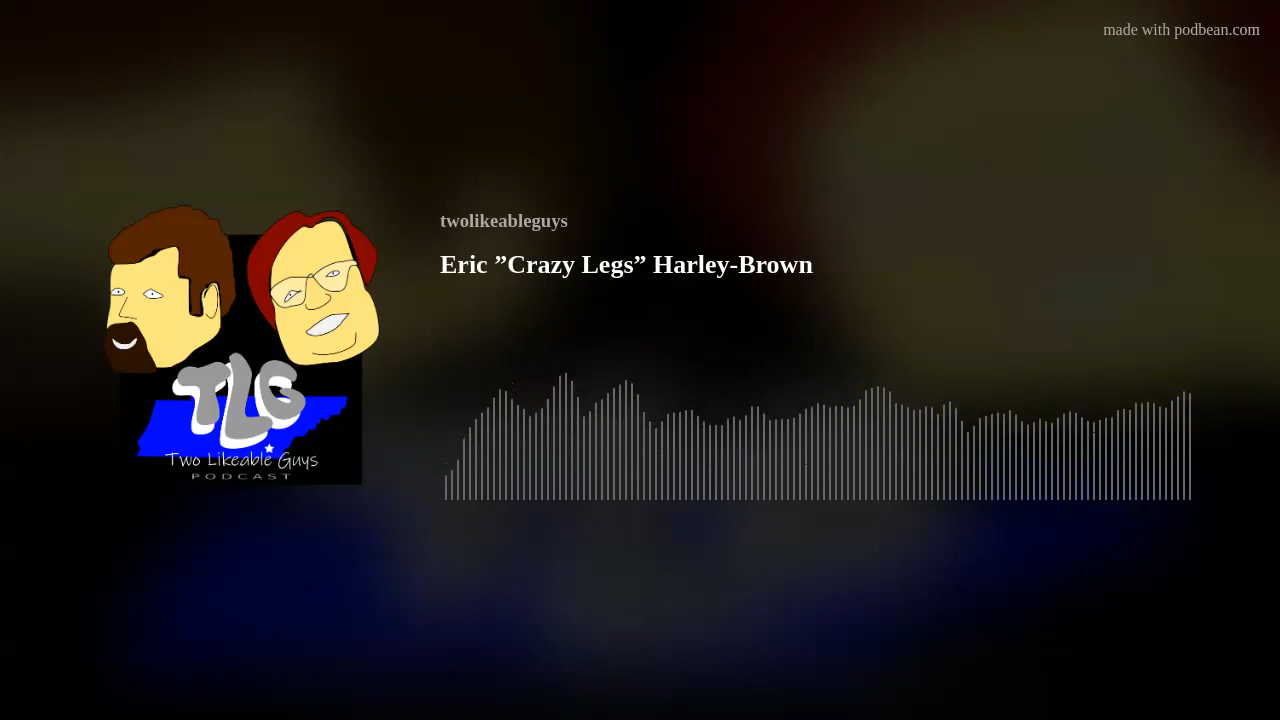 made with podbean.com
twolikeableguys
Eric ”Crazy Legs” Harley-Brown
TLG
Two Likeable Guys
PODCAST